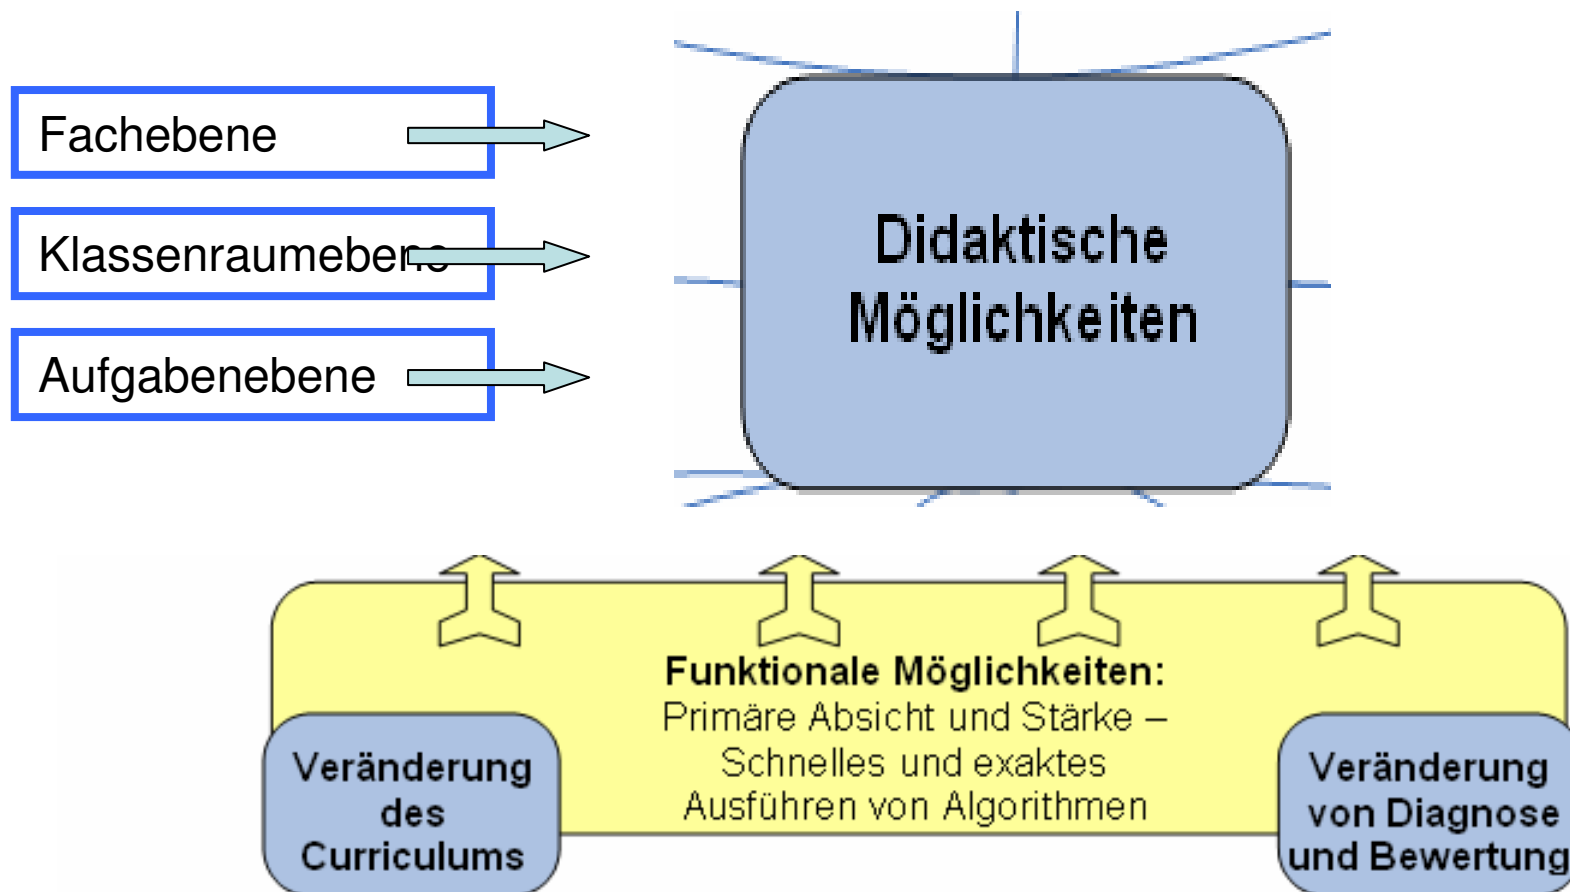 Fachebene
Klassenraumebene
Aufgabenebene
Didaktische
Möglichkeiten
Funktionale Möglichkeiten:
Primäre Absicht und Stärke –
Schnelles und exaktes
Ausführen von Algorithmen
Veränderung
des
Curriculums
Veränderung
von Diagnose
und Bewertung